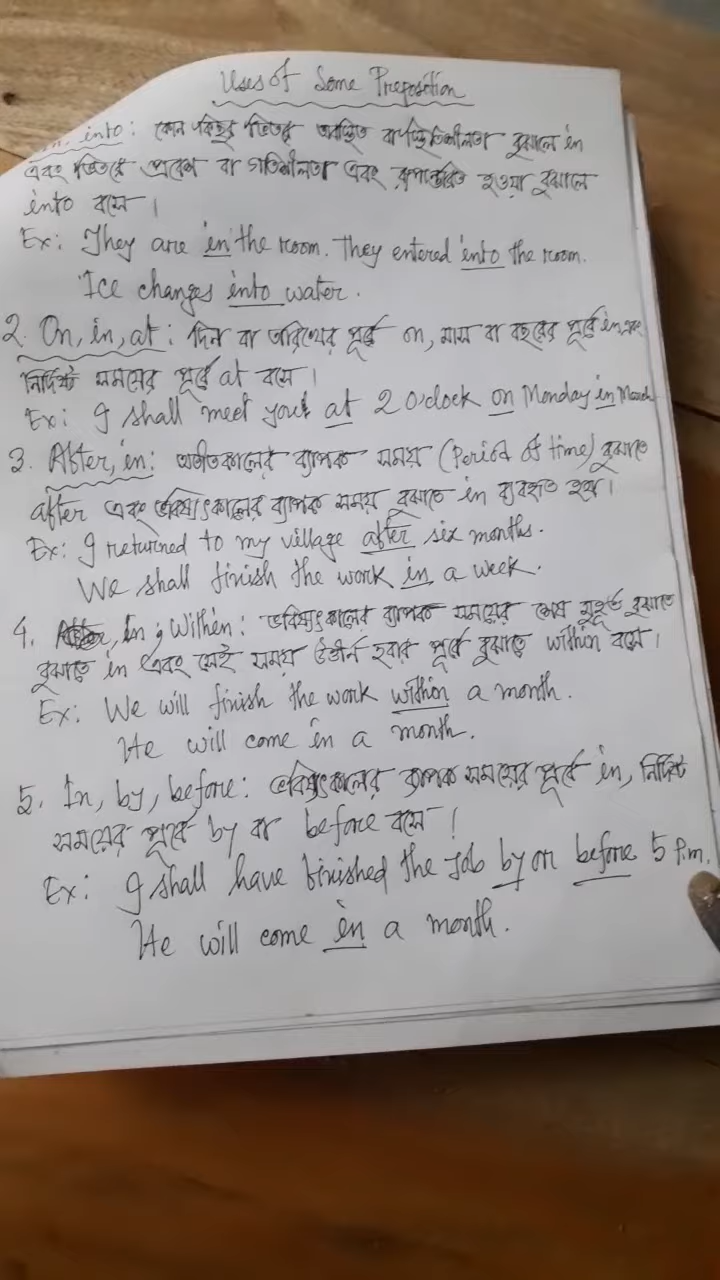 Uses of Some Preposition
in, into: কোন কিছুর ভিতরে অবস্থিত বা স্থিতিশীলতা বুঝালে in
এবং ভিতরে প্রবেশ বা গতিশীলতা এবং রূপান্তরিত হওয়া বুঝালে
into বসে।
Ex: They are in the room. They entered into the room.
Ice changes into water.
2. On, in, at: দিন বা তারিখের পূর্বে on, মাস বা বছরের পূর্বে in এবং
নির্দিষ্ট সময়ের পূর্বে at বসে।
Ex: I shall meet you at 2 O'clock on Monday in March
3. After, in: অতীতকালের ব্যাপক সময় (Period of time) বুঝাতে
after এবং ভবিষ্যৎকালের ব্যাপক সময় বুঝাতে in ব্যবহৃত হয়।
Ex: I returned to my village after six months.
We shall finish the work in a week.
4. In, Within: ভবিষ্যৎকালের ব্যাপক সময়ের শেষ মুহূর্ত বুঝাতে
বুঝাতে in এবং সেই সময় উত্তীর্ন হবার পূর্বে বুঝাতে within বসে।
Ex: We will finish the work within a month.
He will come in a month.
5. In, by, before: ভবিষ্যৎকালের ব্যাপক সময়ের পূর্বে in, নির্দিষ্ট
সময়ের পূর্বে by বা before বসে।
Ex: I shall have finished the Job by or before 5 P.m.
He will come in a month.